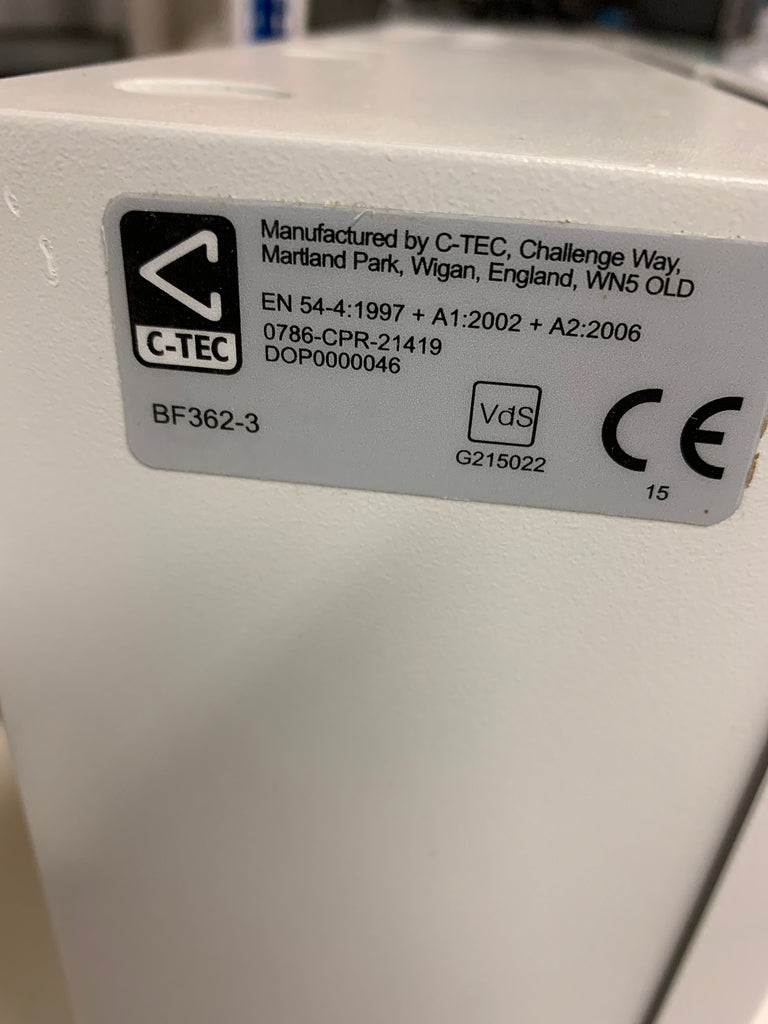 Manufactured by C-TEC, Challenge Way,
Martland Park, Wigan, England, WN5 OLD
EN 54-4:1997 + A1:2002 + A2:2006
0786-CPR-21419
DOP0000046
C-TEC
BF362-3
VdS
G215022
CE
15